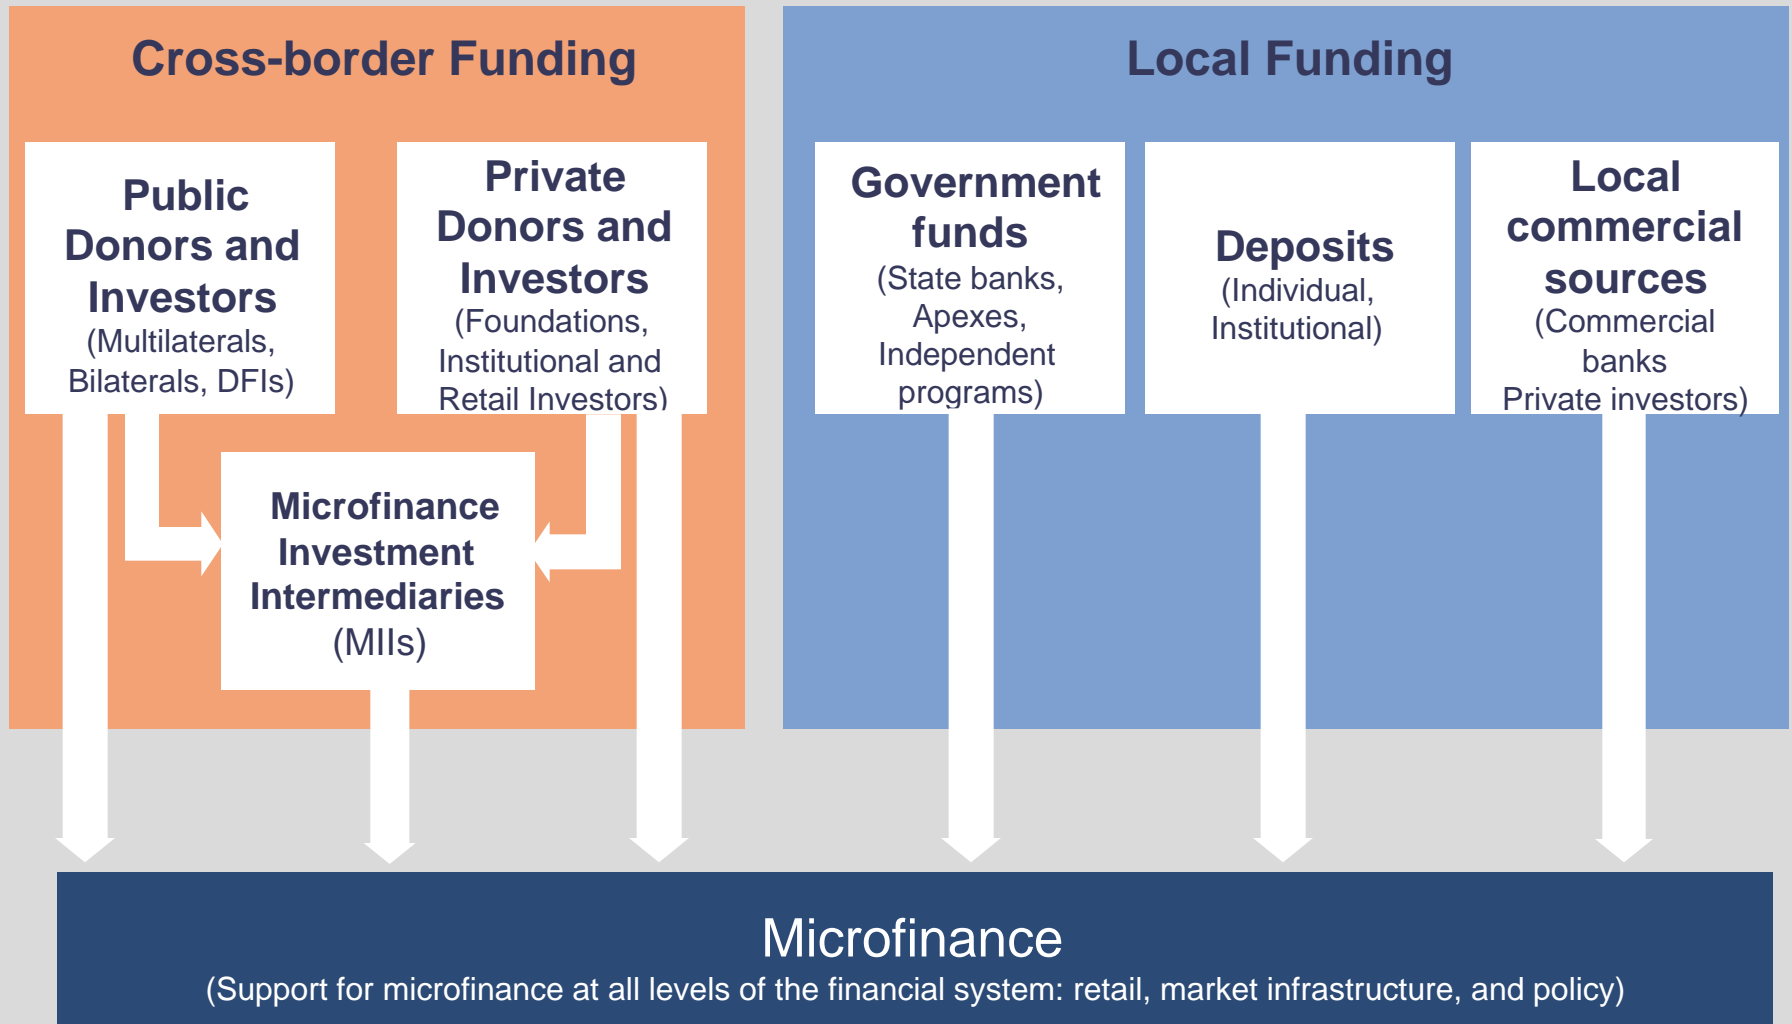 Cross-border Funding
Public
Donors and
Investors
(Multilaterals,
Bilaterals, DFIs)
Private
Donors and
Investors
(Foundations,
Institutional and
Retail Investors)
Microfinance
Investment
Intermediaries
(MIIs)
Local Funding
Government
funds
(State banks,
Apexes,
Independent
programs)
Deposits
(Individual,
Institutional)
Local
commercial
sources
(Commercial
banks
Private investors)
Microfinance
(Support for microfinance at all levels of the financial system: retail, market infrastructure, and policy)